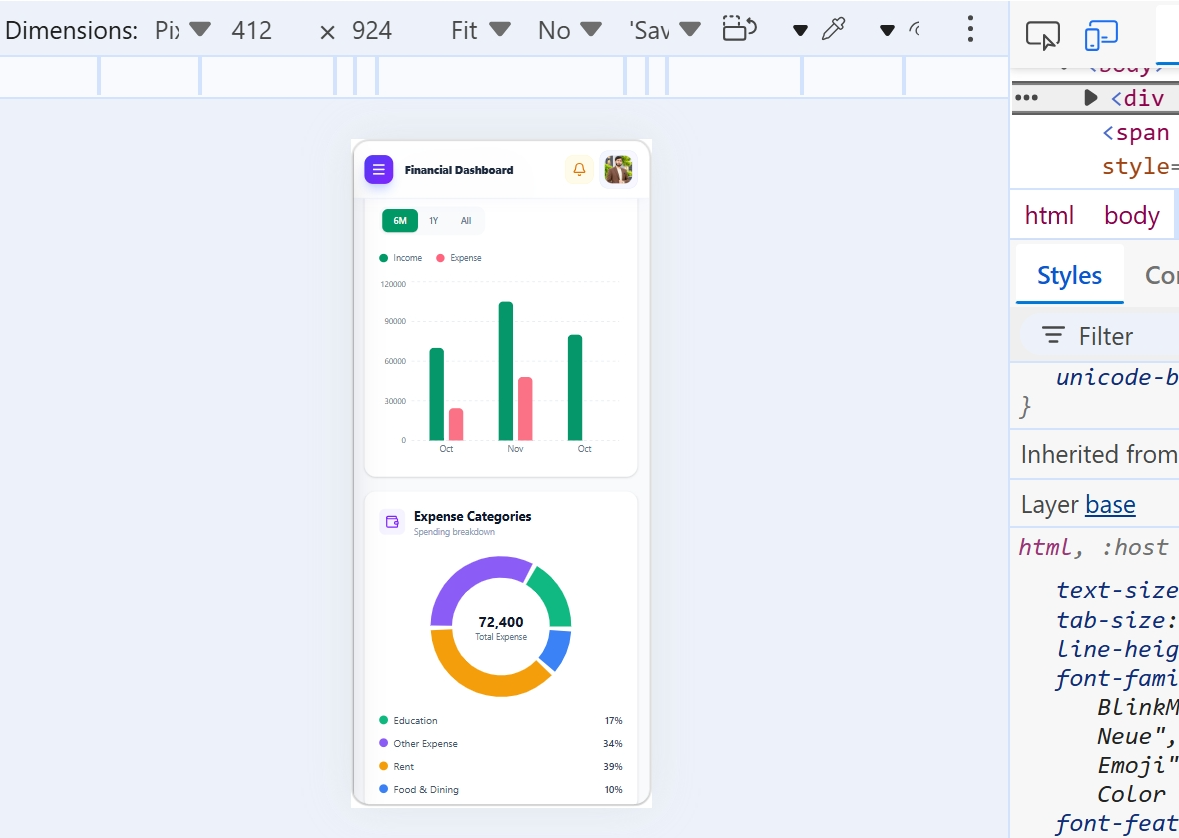 Dimensions: Pix 412 × 924 Fit No 'Sav
<body>
••• <div
<span
style=
html body
Styles Co
Filter
unicode-b
}
Inherited from
Layer base
html, :host
text-size
tab-size:
line-heig
font-fami
BlinkM
Neue",
Emoji"
Color
font-feat
Financial Dashboard
6M 1Y All
Income Expense
120000
90000
60000
30000
0
Oct Nov Oct
Expense Categories
Spending breakdown
72,400
Total Expense
Education 17%
Other Expense 34%
Rent 39%
Food & Dining 10%